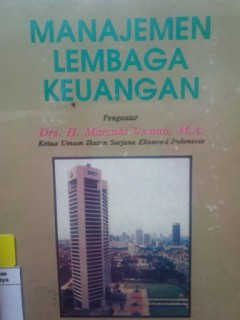 MANAJEMEN
LEMBAGA
KEUANGAN
Pengantar
Drs. H. Marzuki Usman, M.A.
Ketua Umum Ikatan Sarjana Ekonomi Indonesia